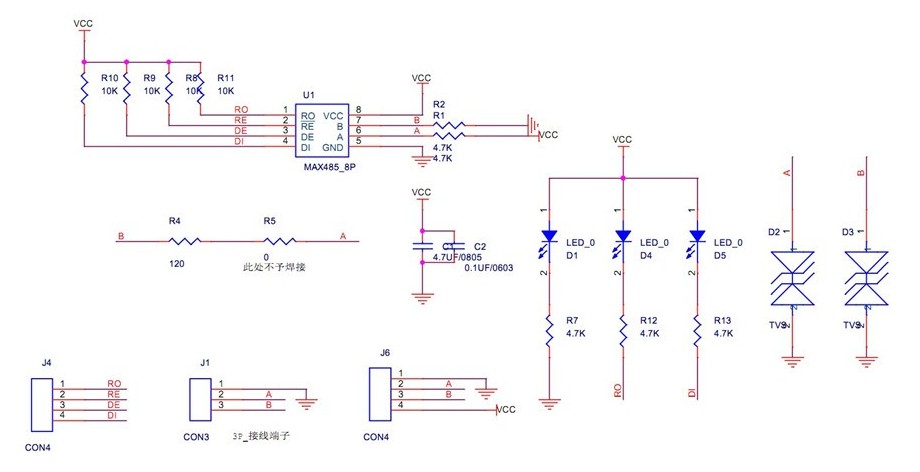 VCC
R10
10K
R9
10K
R8
10K
R11
10K
RO
RE
DE
DI
U1
1
2
3
4
RO
RE
DE
DI
VCC
B
A
GND
8
7
6
5
MAX485_8P
VCC
B
A
R2
R1
4.7K
4.7K
VCC
B
R4
120
R5
0
A
此处不予焊接
VCC
C1
4.7UF/0805
C2
0.1UF/0603
VCC
1
LED_0
D1
2
R7
4.7K
1
LED_0
D4
2
R12
4.7K
RO
1
LED_0
D5
2
R13
4.7K
DI
A
D2
1
1
2
2
TVS
B
D3
1
1
2
2
TVS
J4
1
2
3
4
RO
RE
DE
DI
CON4
J1
1
2
3
A
B
CON3
3P_接线端子
J6
1
2
3
4
A
B
VCC
CON4